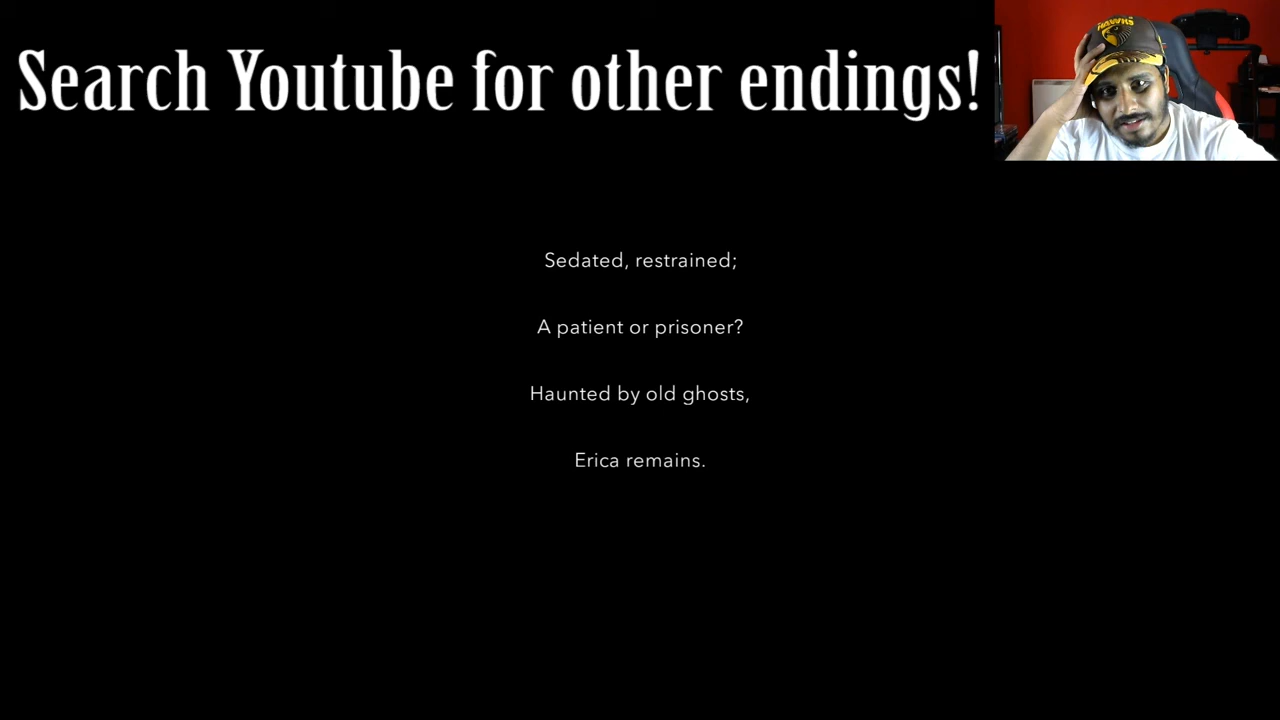 Search Youtube for other endings!
HAWKS
Sedated, restrained;
A patient or prisoner?
Haunted by old ghosts,
Erica remains.